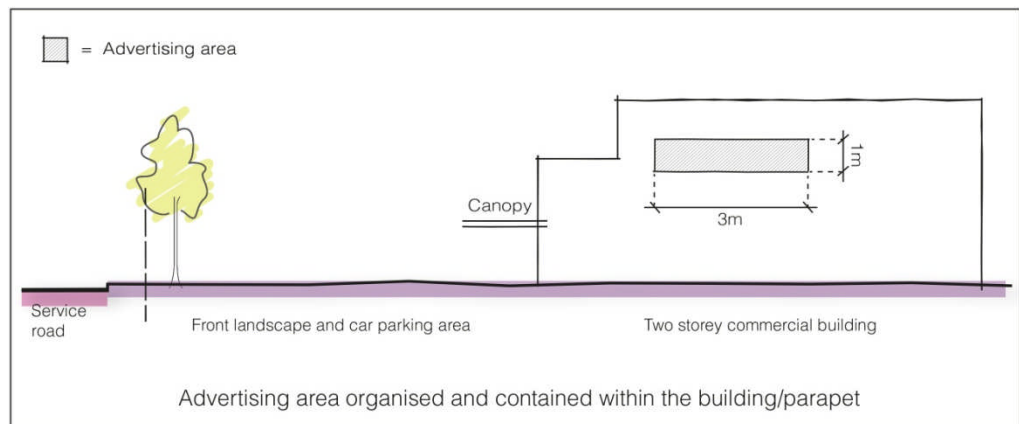 = Advertising area
1m
Canopy
3m
Service
road
Front landscape and car parking area
Two storey commercial building
Advertising area organised and contained within the building/parapet